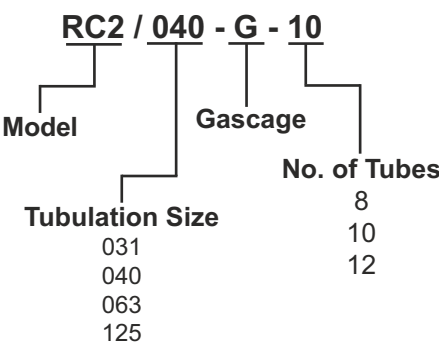 RC2 / 040 - G - 10
Model
Gascage
No. of Tubes
8
10
12
Tubulation Size
031
040
063
125